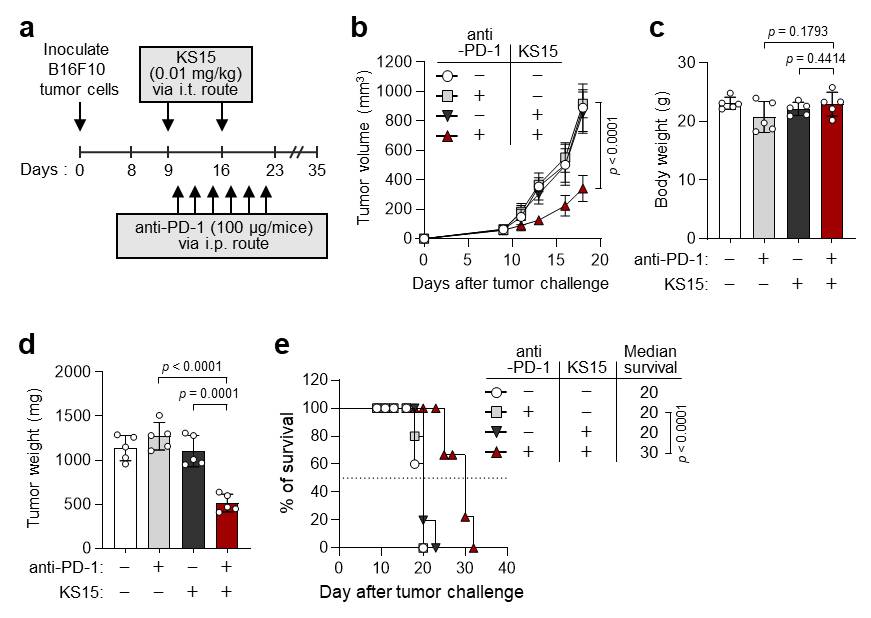 a
Inoculate
B16F10
tumor cells
KS15
(0.01 mg/kg)
via i.t. route
Days : 0 8 9 16 23 35
anti-PD-1 (100 µg/mice)
via i.p. route
b
anti
-PD-1 KS15
− −
+ −
− +
+ +
Tumor volume (mm3)
1200
1000
800
600
400
200
0
0 5 10 15 20
Days after tumor challenge
p < 0.0001
c
p = 0.1793
p = 0.4414
Body weight (g)
30
20
10
0
anti-PD-1: − + − +
KS15: − − + +
d
p < 0.0001
p = 0.0001
Tumor weight (mg)
2000
1500
1000
500
0
anti-PD-1: − + − +
KS15: − − + +
e
anti
-PD-1 KS15 Median
survival
− − 20
+ − 20
− + 20
+ + 30
p < 0.0001
% of survival
120
100
80
60
40
20
0
0 10 20 30 40
Day after tumor challenge